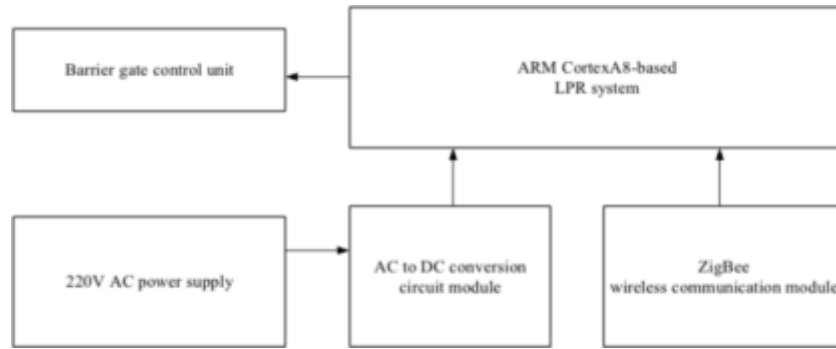 Barrier gate control unit
ARM CortexA8-based
LPR system
220V AC power supply
AC to DC conversion
circuit module
ZigBee
wireless communication module